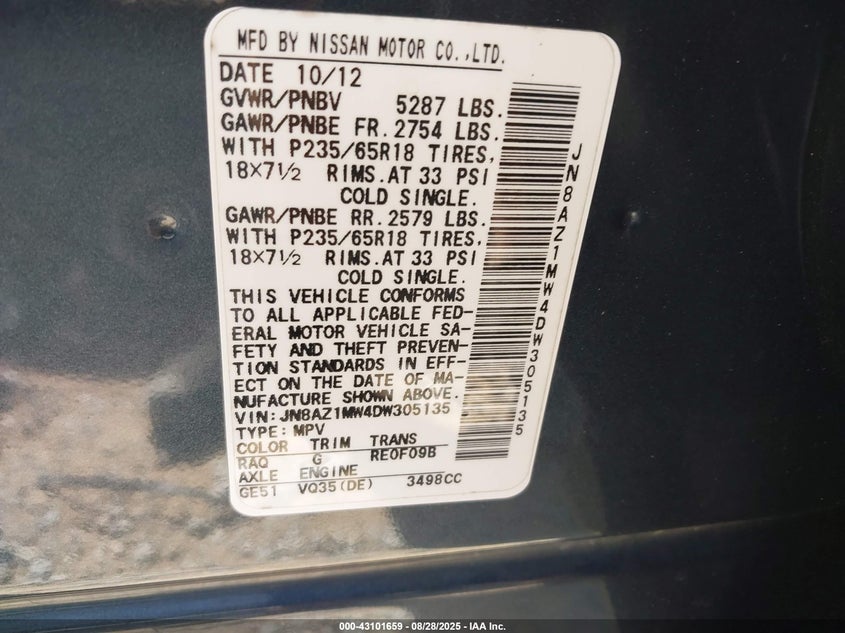 MFD BY NISSAN MOTOR CO.,LTD.
DATE 10/12
GVWR/PNBV 5287 LBS.
GAWR/PNBE FR. 2754 LBS.
WITH P235/65R18 TIRES,
18×7½ RIMS.AT 33 PSI
COLD SINGLE.
GAWR/PNBE RR. 2579 LBS.
WITH P235/65R18 TIRES,
18×7½ RIMS.AT 33 PSI
COLD SINGLE.
THIS VEHICLE CONFORMS
TO ALL APPLICABLE FED-
ERAL MOTOR VEHICLE SA-
FETY AND THEFT PREVEN-
TION STANDARDS IN EFF-
ECT ON THE DATE OF MA-
NUFACTURE SHOWN ABOVE.
VIN:JN8AZ1MW4DW305135
TYPE:MPV
COLOR TRIM TRANS
RAQ G RE0F09B
AXLE ENGINE
GE51 VQ35(DE) 3498CC
JN8AZ1MW4DW305135
000-43101659 - 08/28/2025 - IAA Inc.